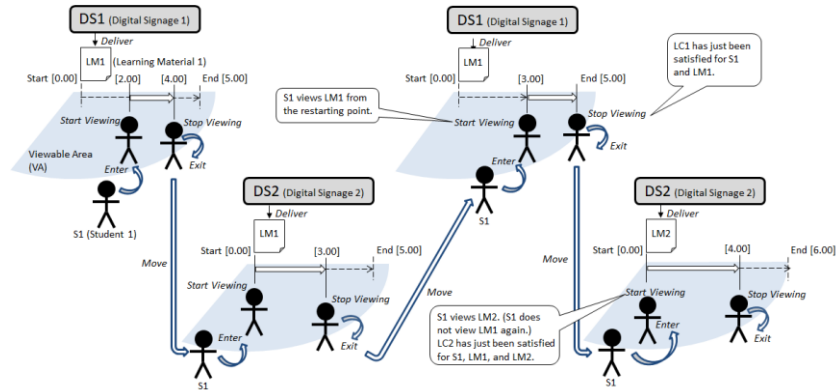 DS1 (Digital Signage 1)
Deliver
LM1
(Learning Material 1)
Start [0.00]
[2.00]
[4.00]
End [5.00]
Start Viewing
Stop Viewing
Viewable Area
(VA)
Enter
Exit
S1 (Student 1)
Move
DS2 (Digital Signage 2)
Deliver
LM1
Start [0.00]
[3.00]
End [5.00]
Start Viewing
Stop Viewing
Enter
Exit
S1
Move
DS1 (Digital Signage 1)
Deliver
LM1
Start [0.00]
[3.00]
[5.00]
End [5.00]
S1 views LM1 from
the restarting point.
LC1 has just been
satisfied for S1
and LM1.
Start Viewing
Stop Viewing
Enter
Exit
S1
Move
DS2 (Digital Signage 2)
Deliver
LM2
Start [0.00]
[4.00]
End [6.00]
Start Viewing
Stop Viewing
S1 views LM2. (S1 does
not view LM1 again.)
LC2 has just been satisfied
for S1, LM1, and LM2.
Enter
Exit
S1